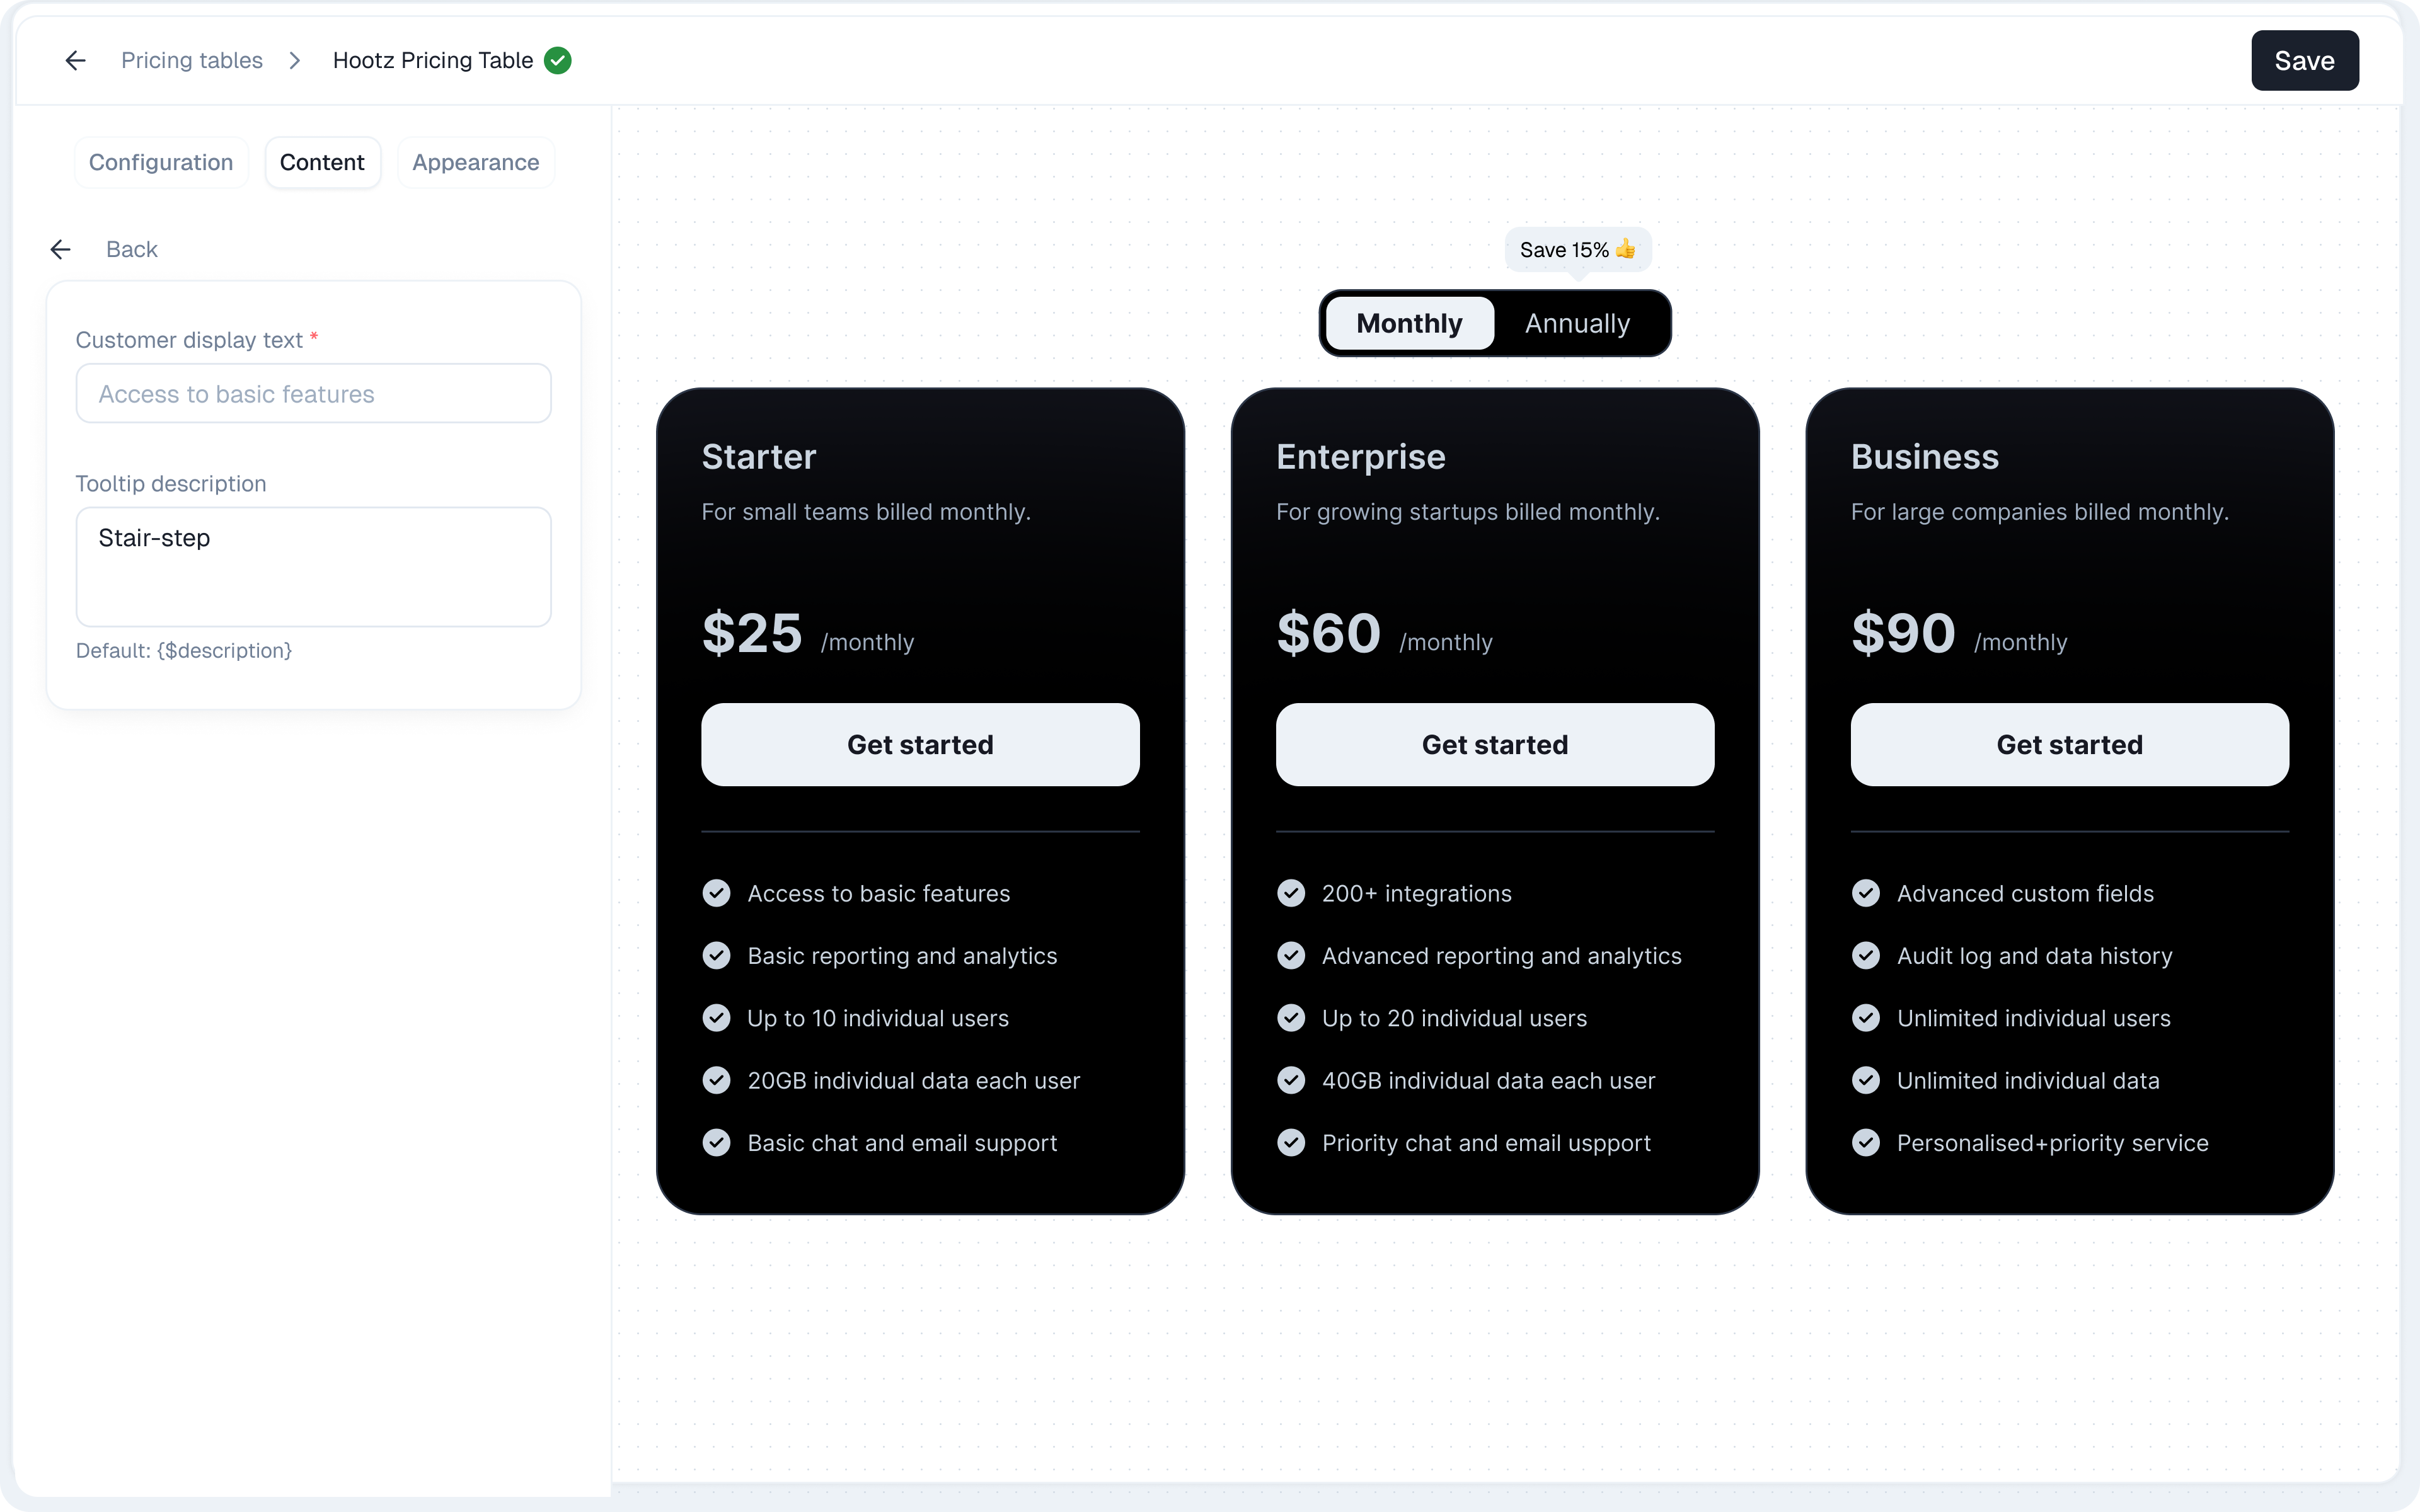 Pricing tables
Hootz Pricing Table
Save
Configuration
Content
Appearance
Back
Customer display text *
Access to basic features
Tooltip description
Stair-step
Default: {$description}
Save 15% 👍
Monthly
Annually
Starter
For small teams billed monthly.
$25 /monthly
Get started
Access to basic features
Basic reporting and analytics
Up to 10 individual users
20GB individual data each user
Basic chat and email support
Enterprise
For growing startups billed monthly.
$60 /monthly
Get started
200+ integrations
Advanced reporting and analytics
Up to 20 individual users
40GB individual data each user
Priority chat and email uspport
Business
For large companies billed monthly.
$90 /monthly
Get started
Advanced custom fields
Audit log and data history
Unlimited individual users
Unlimited individual data
Personalised+priority service